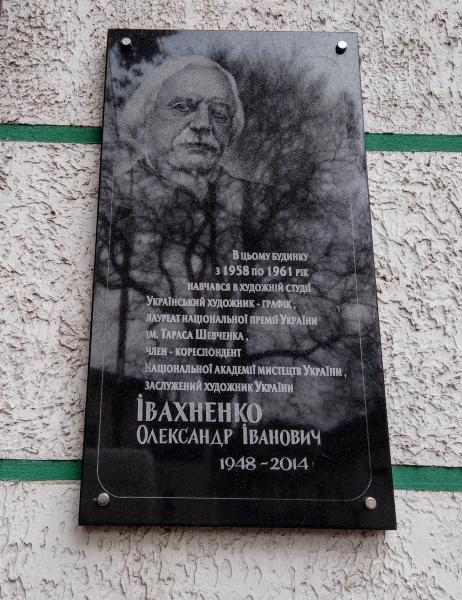 В цьому будинку
з 1958 по 1961 рік
навчався в художній студії
Український художник - графік,
лауреат національної премії України
ім. Тараса Шевченка,
член - кореспондент
Національної академії мистецтв України,
заслужений художник України
Івахненко
Олександр Іванович
1948 - 2014